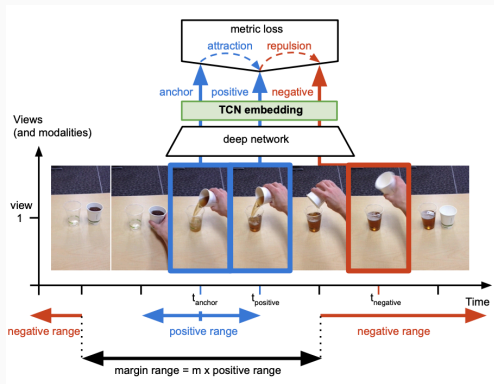 metric loss
attraction
repulsion
anchor
positive
negative
TCN embedding
deep network
Views
(and modalities)
view
1
t_anchor
t_positive
t_negative
Time
negative range
positive range
negative range
margin range = m x positive range